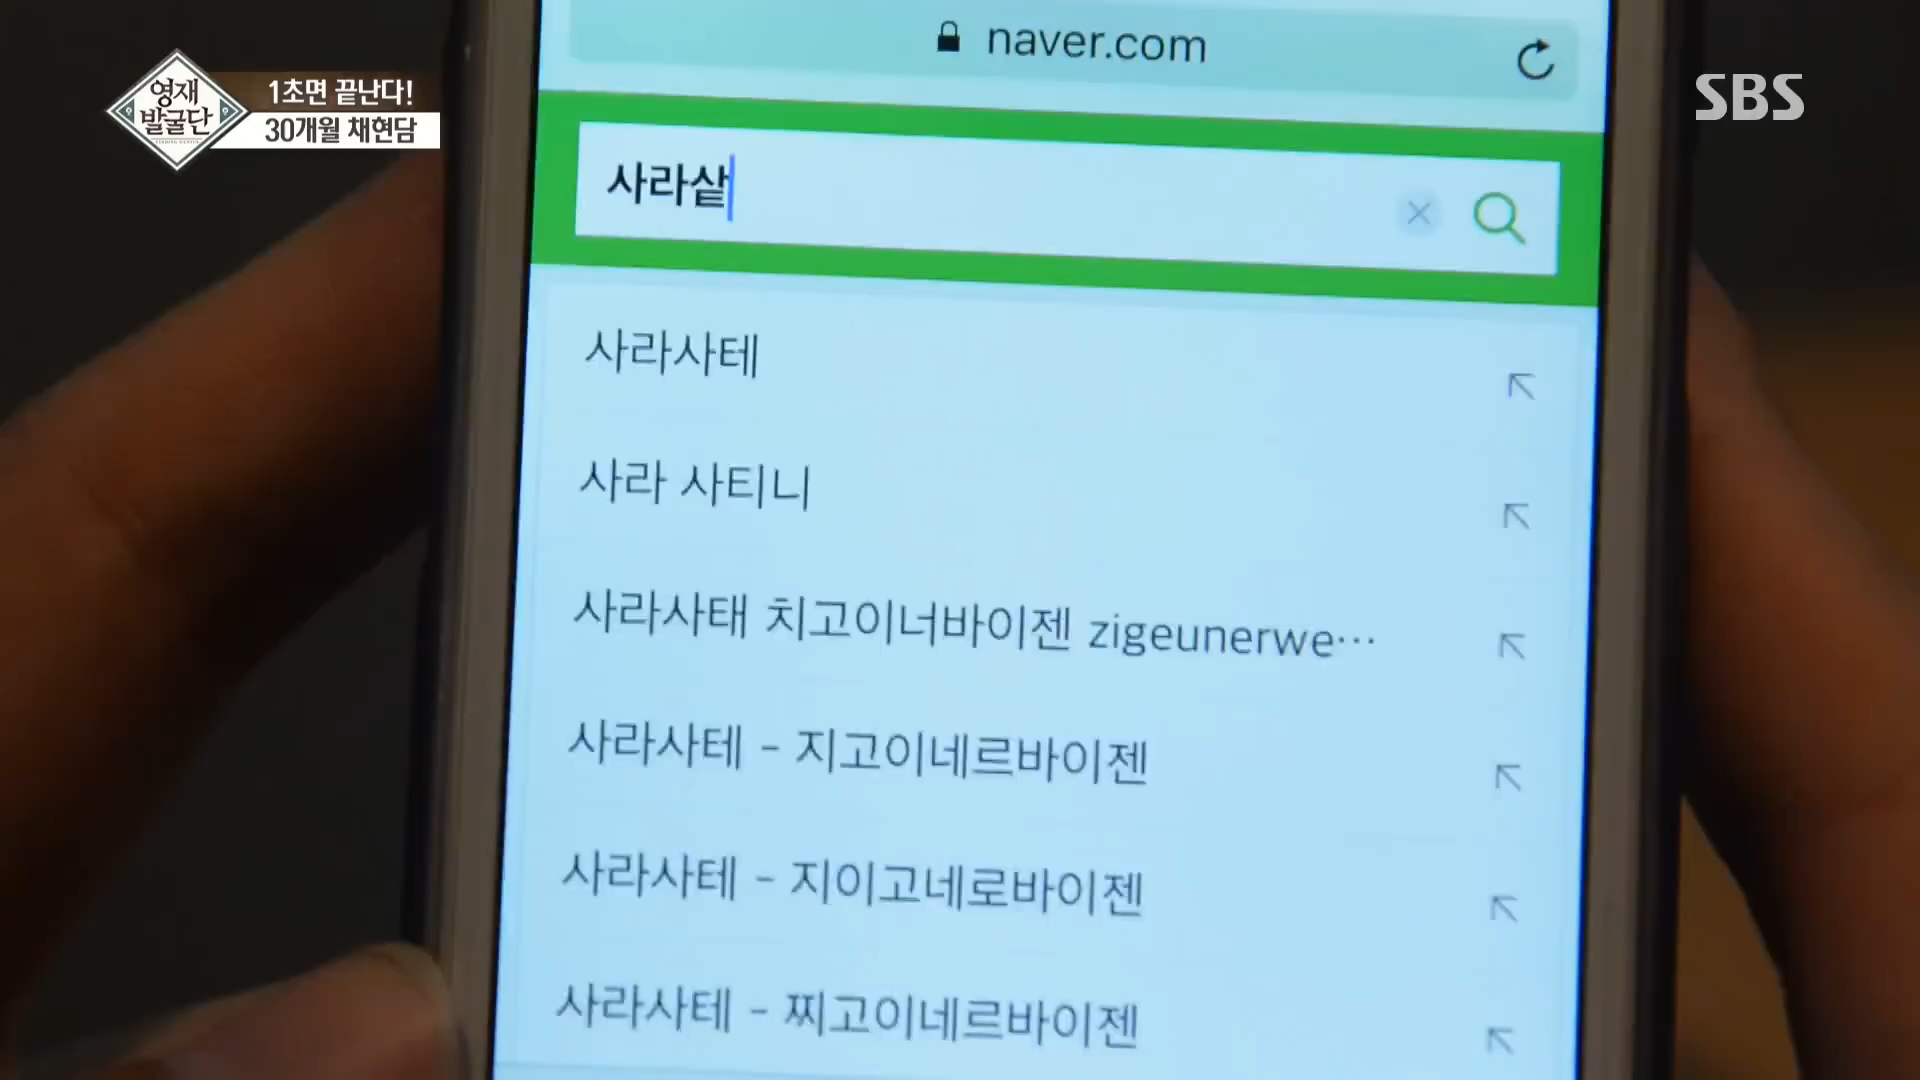 영재
발굴단
1초면 끝난다!
30개월 채현담
SBS
naver.com
사라샅
사라사테
사라 사티니
사라사태 치고이너바이젠 zigeunerwe…
사라사테 - 지고이네르바이젠
사라사테 - 지이고네로바이젠
사라사테 - 찌고이네르바이젠